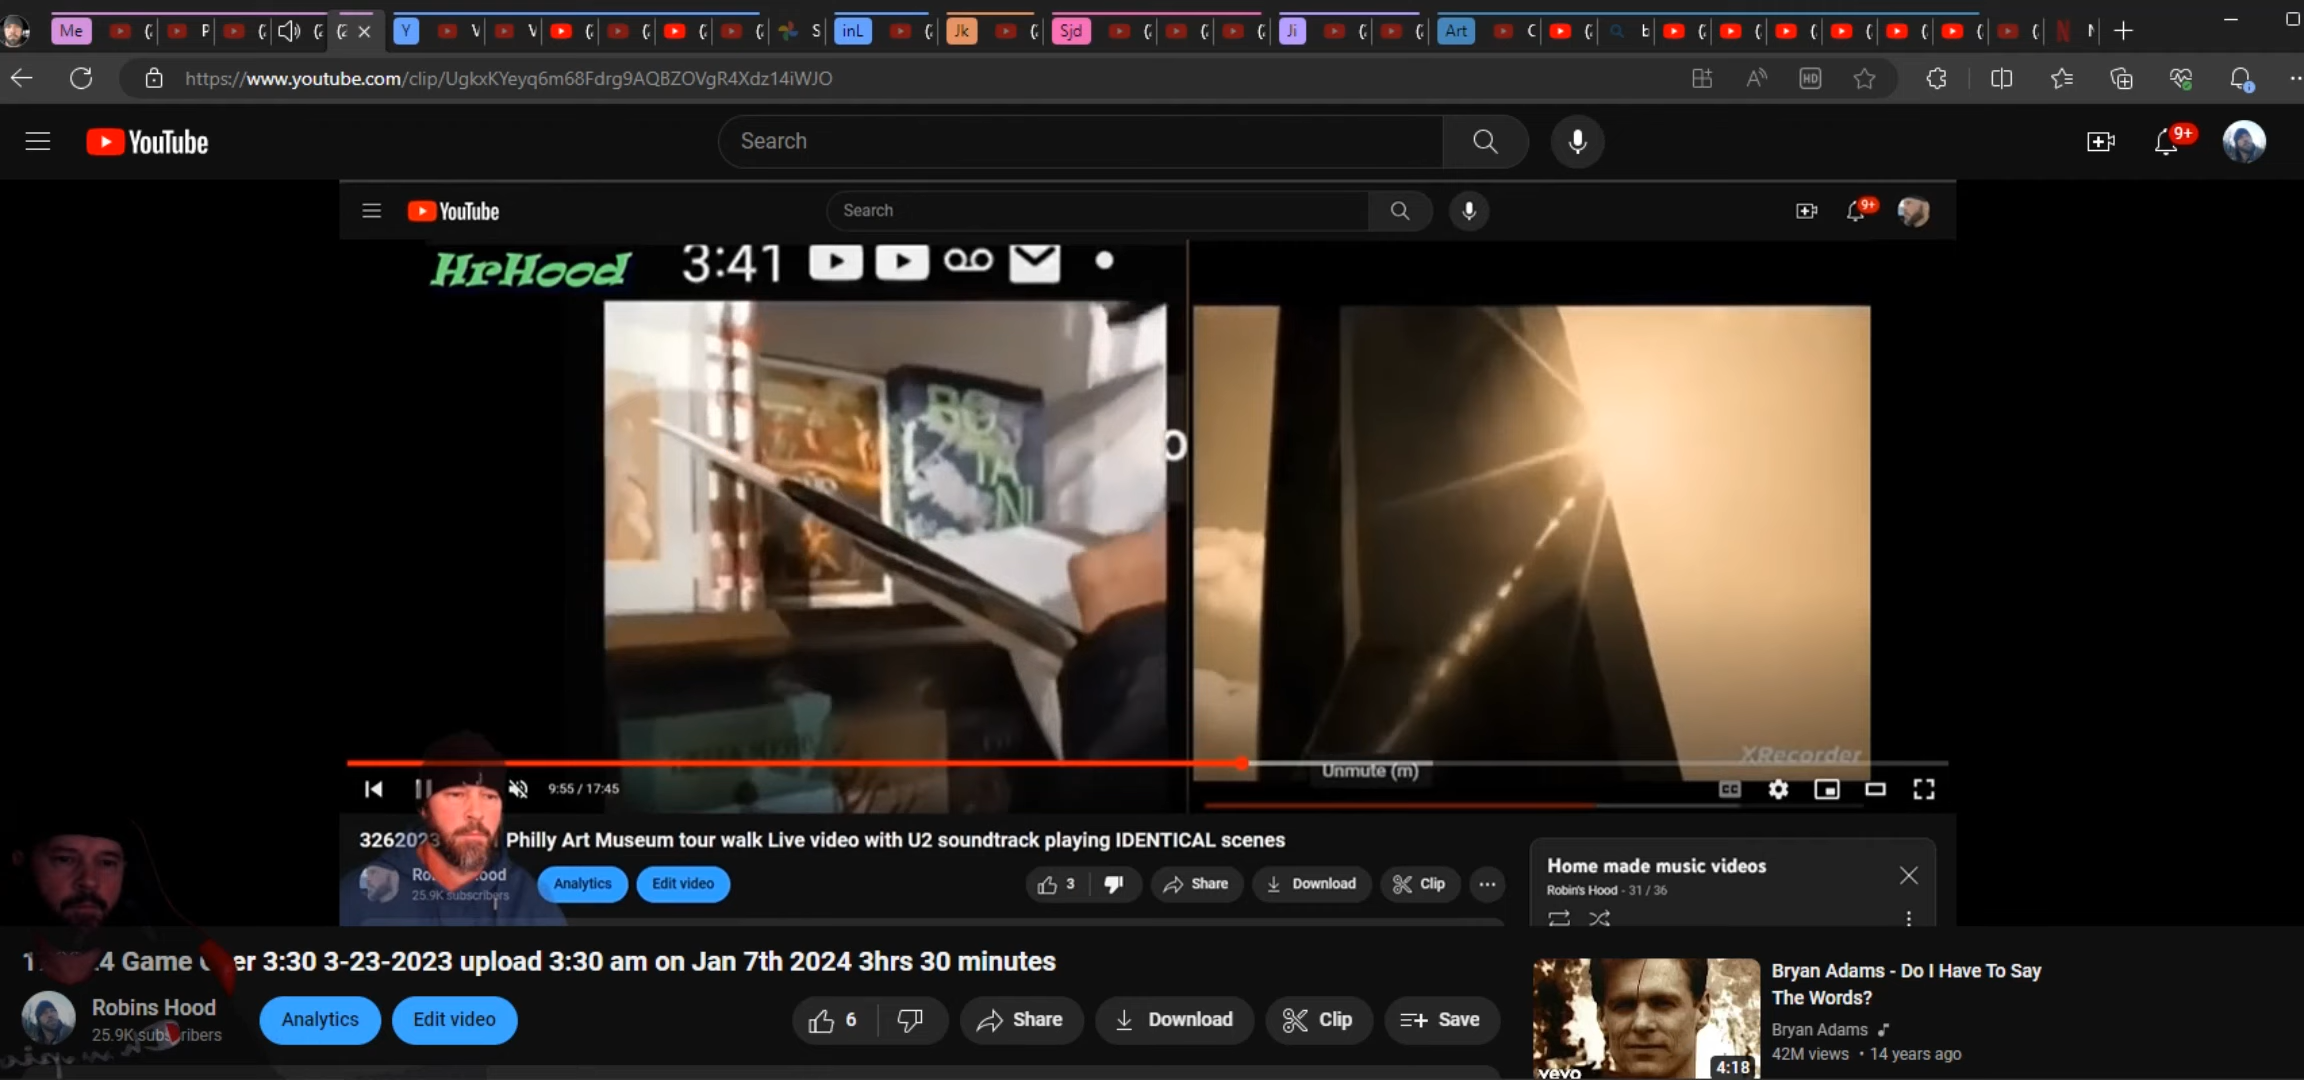 Me
Y
inL
Jk
Sjd
Ji
Art
https://www.youtube.com/clip/UgkxKYeyq6m68Fdrg9AQBZOVgR4Xdz14iWJO
HD
YouTube
Search
9+
YouTube
Search
9+
HrHood
3:41
BOTANI
XRecorder
Unmute (m)
9:55 / 17:45
CC
Philly Art Museum tour walk Live video with U2 soundtrack playing IDENTICAL scenes
25.9K subscribers
Analytics
Edit video
3
Share
Download
Clip
Home made music videos
Robin's Hood - 31 / 36
Game Over 3:30 3-23-2023 upload 3:30 am on Jan 7th 2024 3hrs 30 minutes
Robins Hood
25.9K subscribers
Analytics
Edit video
6
Share
Download
Clip
Save
Bryan Adams - Do I Have To Say
The Words?
Bryan Adams
42M views • 14 years ago
vevo
4:18